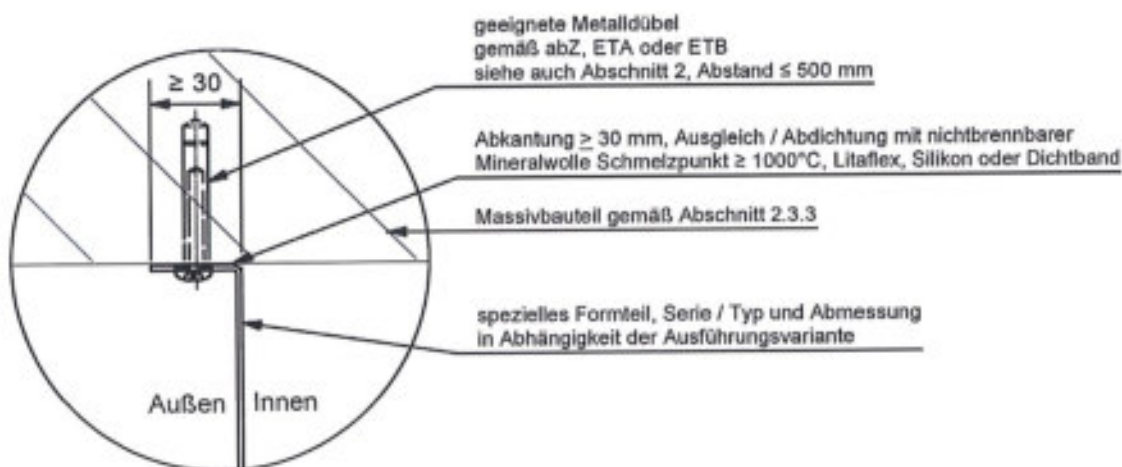 geeignete Metalldübel
gemäß abZ, ETA oder ETB
siehe auch Abschnitt 2, Abstand ≤ 500 mm
≥ 30
Abkantung ≥ 30 mm, Ausgleich / Abdichtung mit nichtbrennbarer
Mineralwolle Schmelzpunkt ≥ 1000°C, Litaflex, Silikon oder Dichtband
Massivbauteil gemäß Abschnitt 2.3.3
spezielles Formteil, Serie / Typ und Abmessung
in Abhängigkeit der Ausführungsvariante
Außen Innen